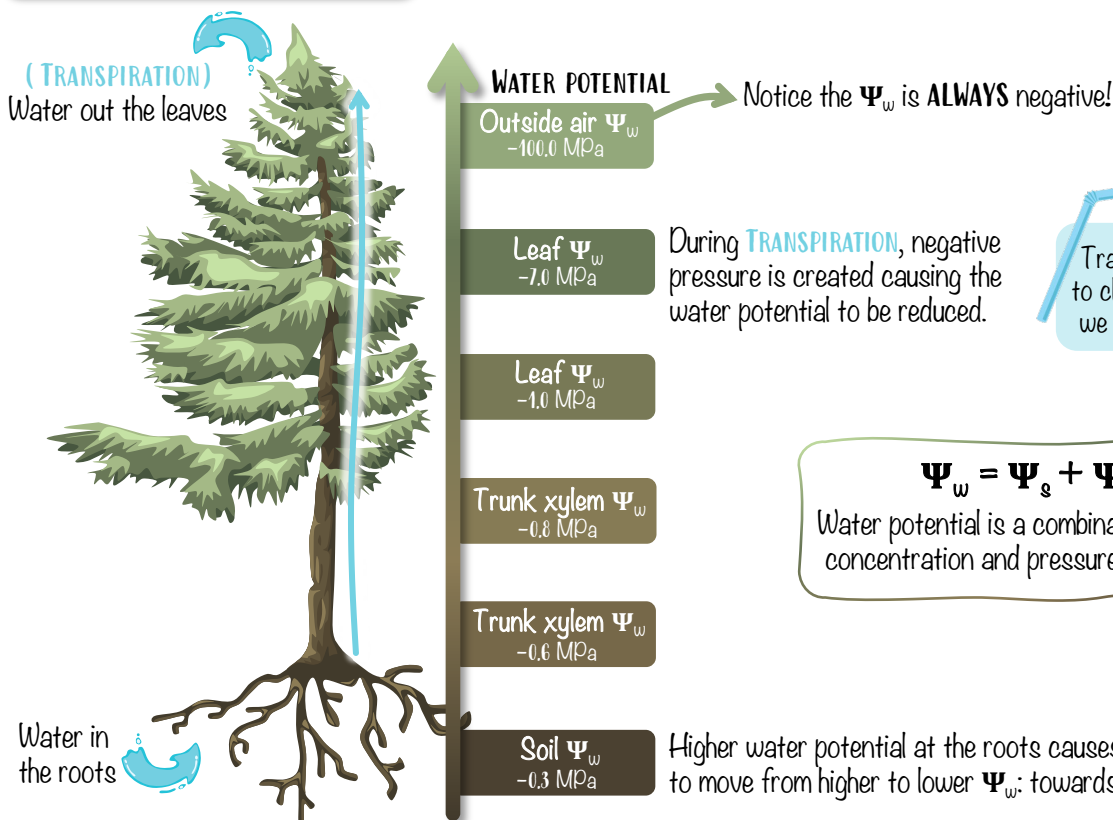 (TRANSPIRATION)
Water out the leaves
WATER POTENTIAL
Outside air Ψw
-100.0 MPa
Notice the Ψw is ALWAYS negative!
Leaf Ψw
-7.0 MPa
During TRANSPIRATION, negative
pressure is created causing the
water potential to be reduced.
to
we
Leaf Ψw
-1.0 MPa
Ψw = Ψs + Ψ
Water potential is a
concentration and pressure
Trunk xylem Ψw
-0.8 MPa
Trunk xylem Ψw
-0.6 MPa
Water in
the roots
Soil Ψw
-0.3 MPa
Higher water potential at the roots causes
to move from higher to lower Ψw: towards